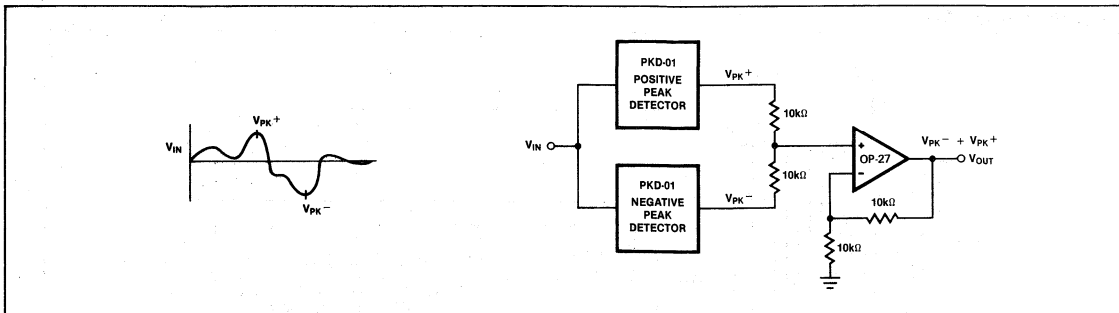 V_IN
V_PK+
V_PK−
V_IN
PKD-01
POSITIVE
PEAK
DETECTOR
V_PK+
10kΩ
10kΩ
PKD-01
NEGATIVE
PEAK
DETECTOR
V_PK−
+
OP-27
−
V_PK− + V_PK+
V_OUT
10kΩ
10kΩ